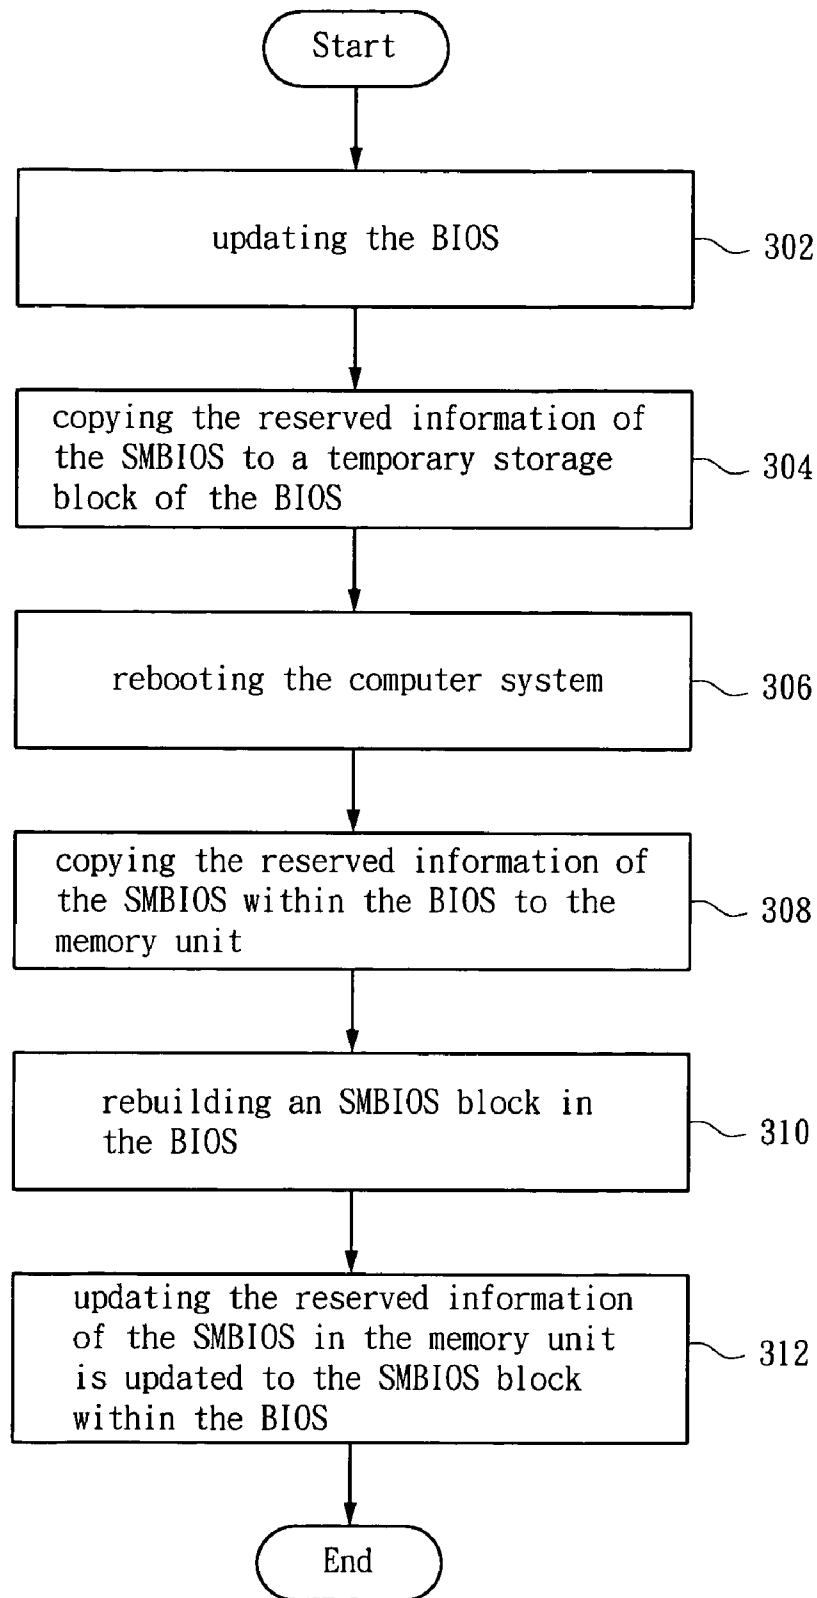 Start
updating the BIOS
302
copying the reserved information of
the SMBIOS to a temporary storage
block of the BIOS
304
rebooting the computer system
306
copying the reserved information of
the SMBIOS within the BIOS to the
memory unit
308
rebuilding an SMBIOS block in
the BIOS
310
updating the reserved information
of the SMBIOS in the memory unit
is updated to the SMBIOS block
within the BIOS
312
End